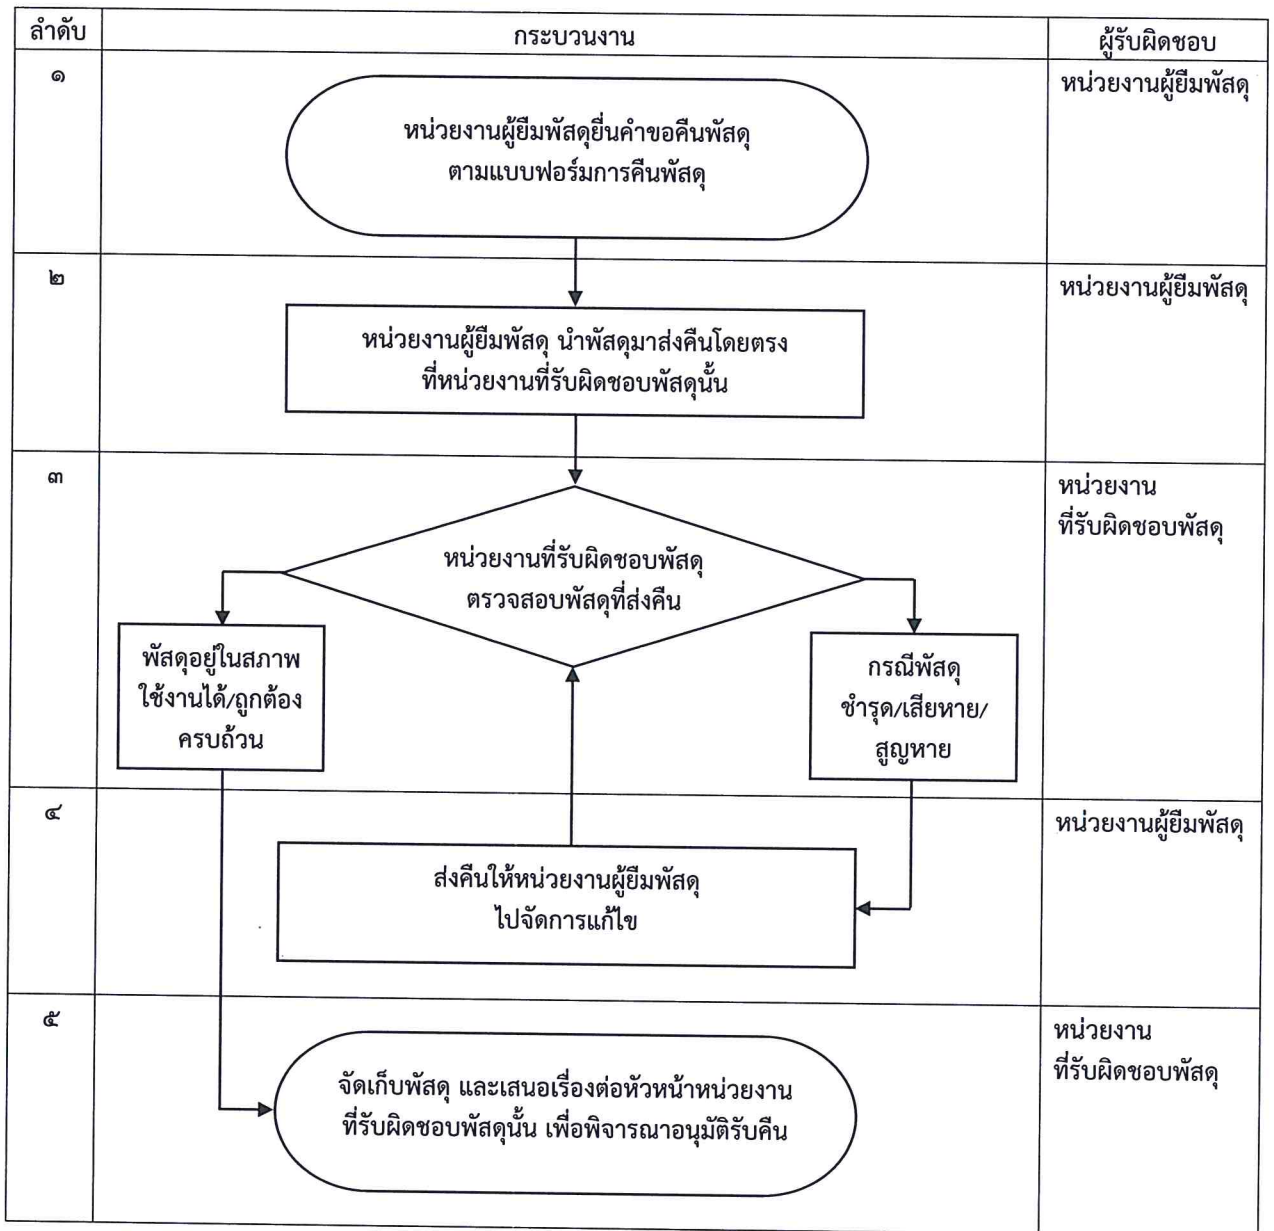 ลำดับ
กระบวนงาน
ผู้รับผิดชอบ
๑
หน่วยงานผู้ยืมพัสดุยื่นคำขอคืนพัสดุ
ตามแบบฟอร์มการคืนพัสดุ
หน่วยงานผู้ยืมพัสดุ
๒
หน่วยงานผู้ยืมพัสดุ นำพัสดุมาส่งคืนโดยตรง
ที่หน่วยงานที่รับผิดชอบพัสดุนั้น
หน่วยงานผู้ยืมพัสดุ
๓
หน่วยงานที่รับผิดชอบพัสดุ
ตรวจสอบพัสดุที่ส่งคืน
หน่วยงาน
ที่รับผิดชอบพัสดุ
พัสดุอยู่ในสภาพ
ใช้งานได้/ถูกต้อง
ครบถ้วน
กรณีพัสดุ
ชำรุด/เสียหาย/
สูญหาย
๔
ส่งคืนให้หน่วยงานผู้ยืมพัสดุ
ไปจัดการแก้ไข
หน่วยงานผู้ยืมพัสดุ
๕
จัดเก็บพัสดุ และเสนอเรื่องต่อหัวหน้าหน่วยงาน
ที่รับผิดชอบพัสดุนั้น เพื่อพิจารณาอนุมัติรับคืน
หน่วยงาน
ที่รับผิดชอบพัสดุ